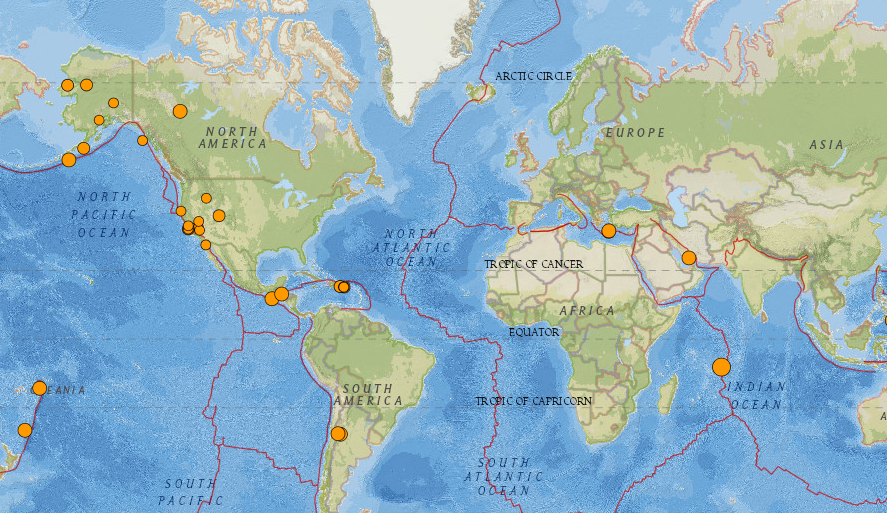 ARCTIC CIRCLE
NORTH
AMERICA
EUROPE
ASIA
NORTH
PACIFIC
OCEAN
NORTH
ATLANTIC
OCEAN
TROPIC OF CANCER
AFRICA
EQUATOR
OCEANIA
SOUTH
AMERICA
INDIAN
OCEAN
TROPIC OF CAPRICORN
A
SOUTH
ATLANTIC
OCEAN
SOUTH
PACIFIC